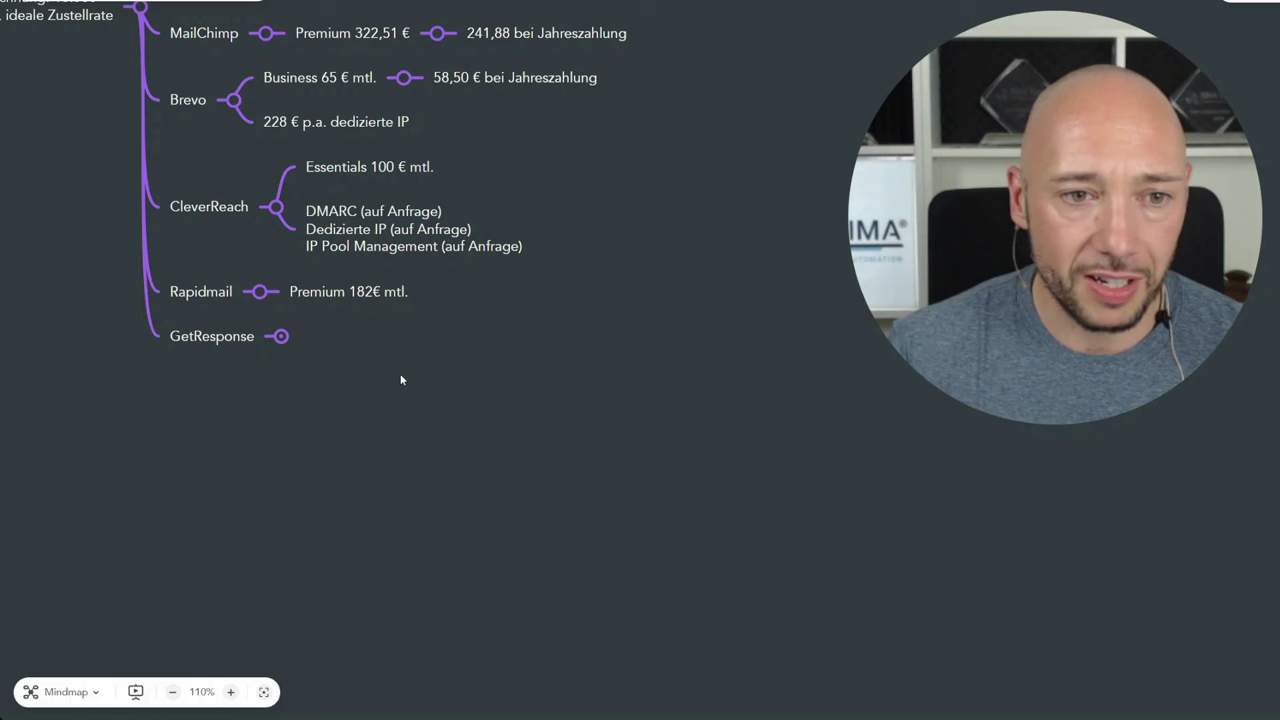 , ideale Zustellrate
MailChimp
Premium 322,51 €
241,88 bei Jahreszahlung
Business 65 € mtl.
58,50 € bei Jahreszahlung
Brevo
228 € p.a. dedizierte IP
Essentials 100 € mtl.
CleverReach
DMARC (auf Anfrage)
Dedizierte IP (auf Anfrage)
IP Pool Management (auf Anfrage)
Rapidmail
Premium 182€ mtl.
GetResponse
IMA®
AUTOMATION
Mindmap
110%